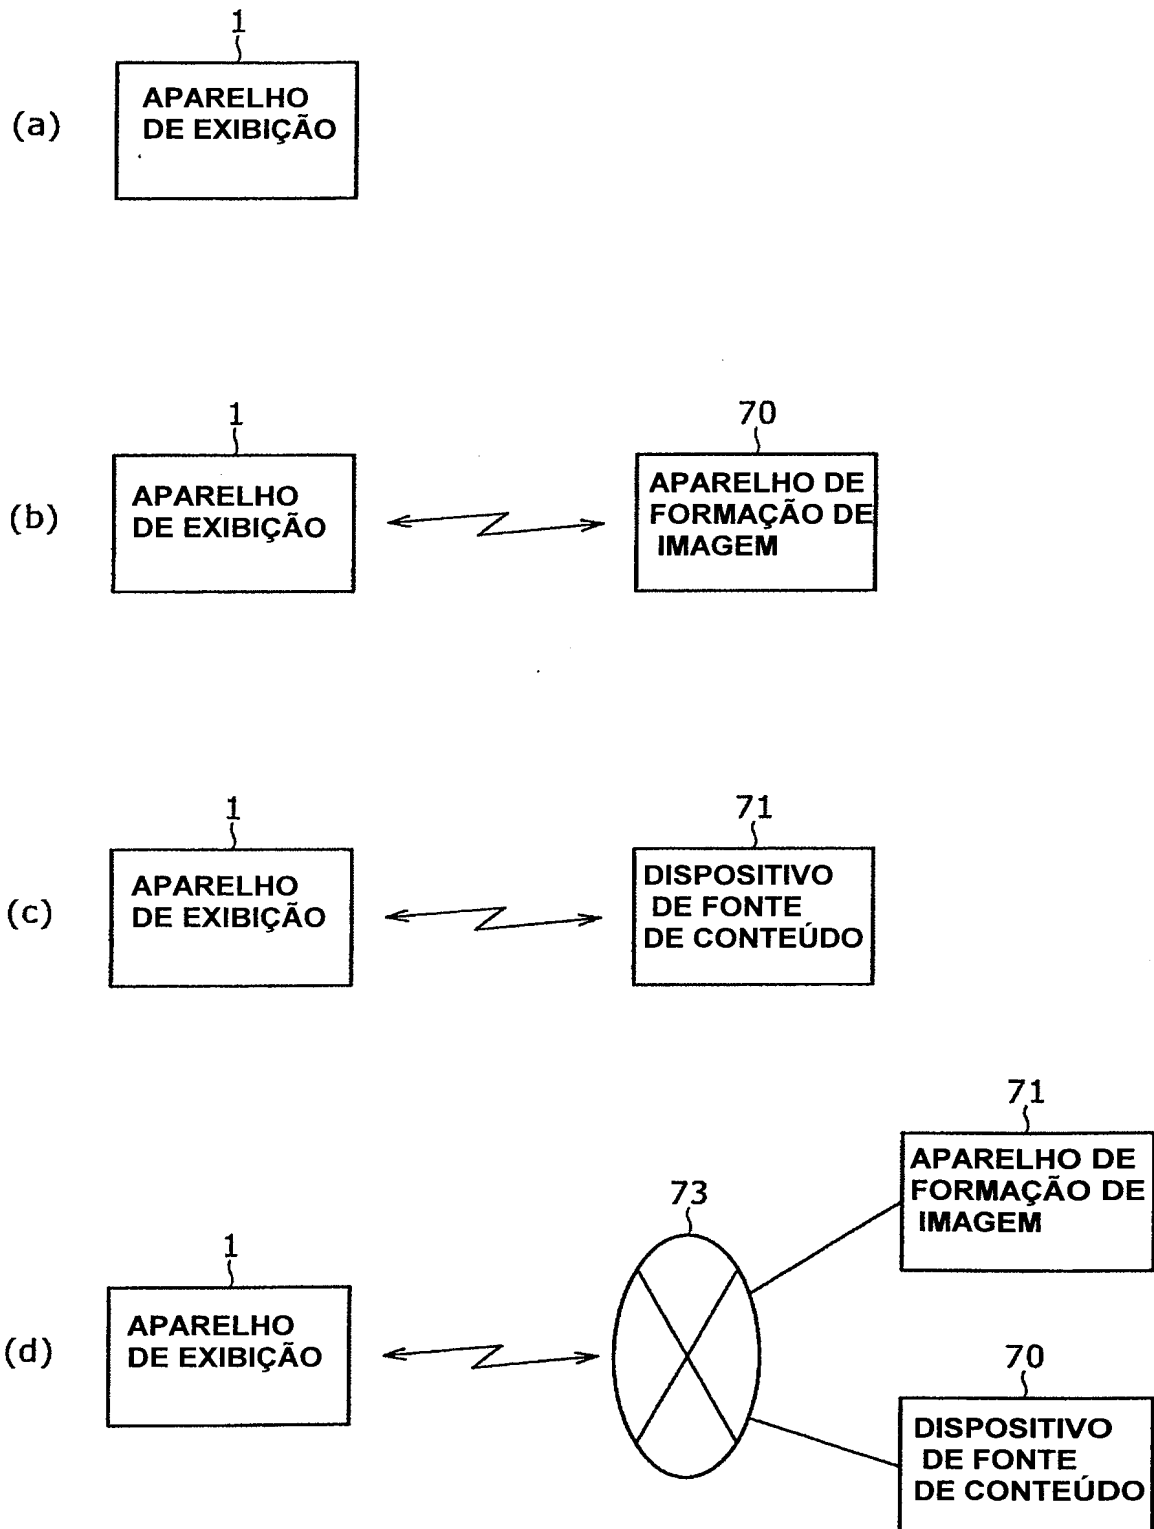 1
(a)
APARELHO
DE EXIBIÇÃO
1
70
(b)
APARELHO
DE EXIBIÇÃO
APARELHO DE
FORMAÇÃO DE
IMAGEM
1
71
(c)
APARELHO
DE EXIBIÇÃO
DISPOSITIVO
DE FONTE
DE CONTEÚDO
71
APARELHO DE
FORMAÇÃO DE
IMAGEM
73
1
(d)
APARELHO
DE EXIBIÇÃO
70
DISPOSITIVO
DE FONTE
DE CONTEÚDO